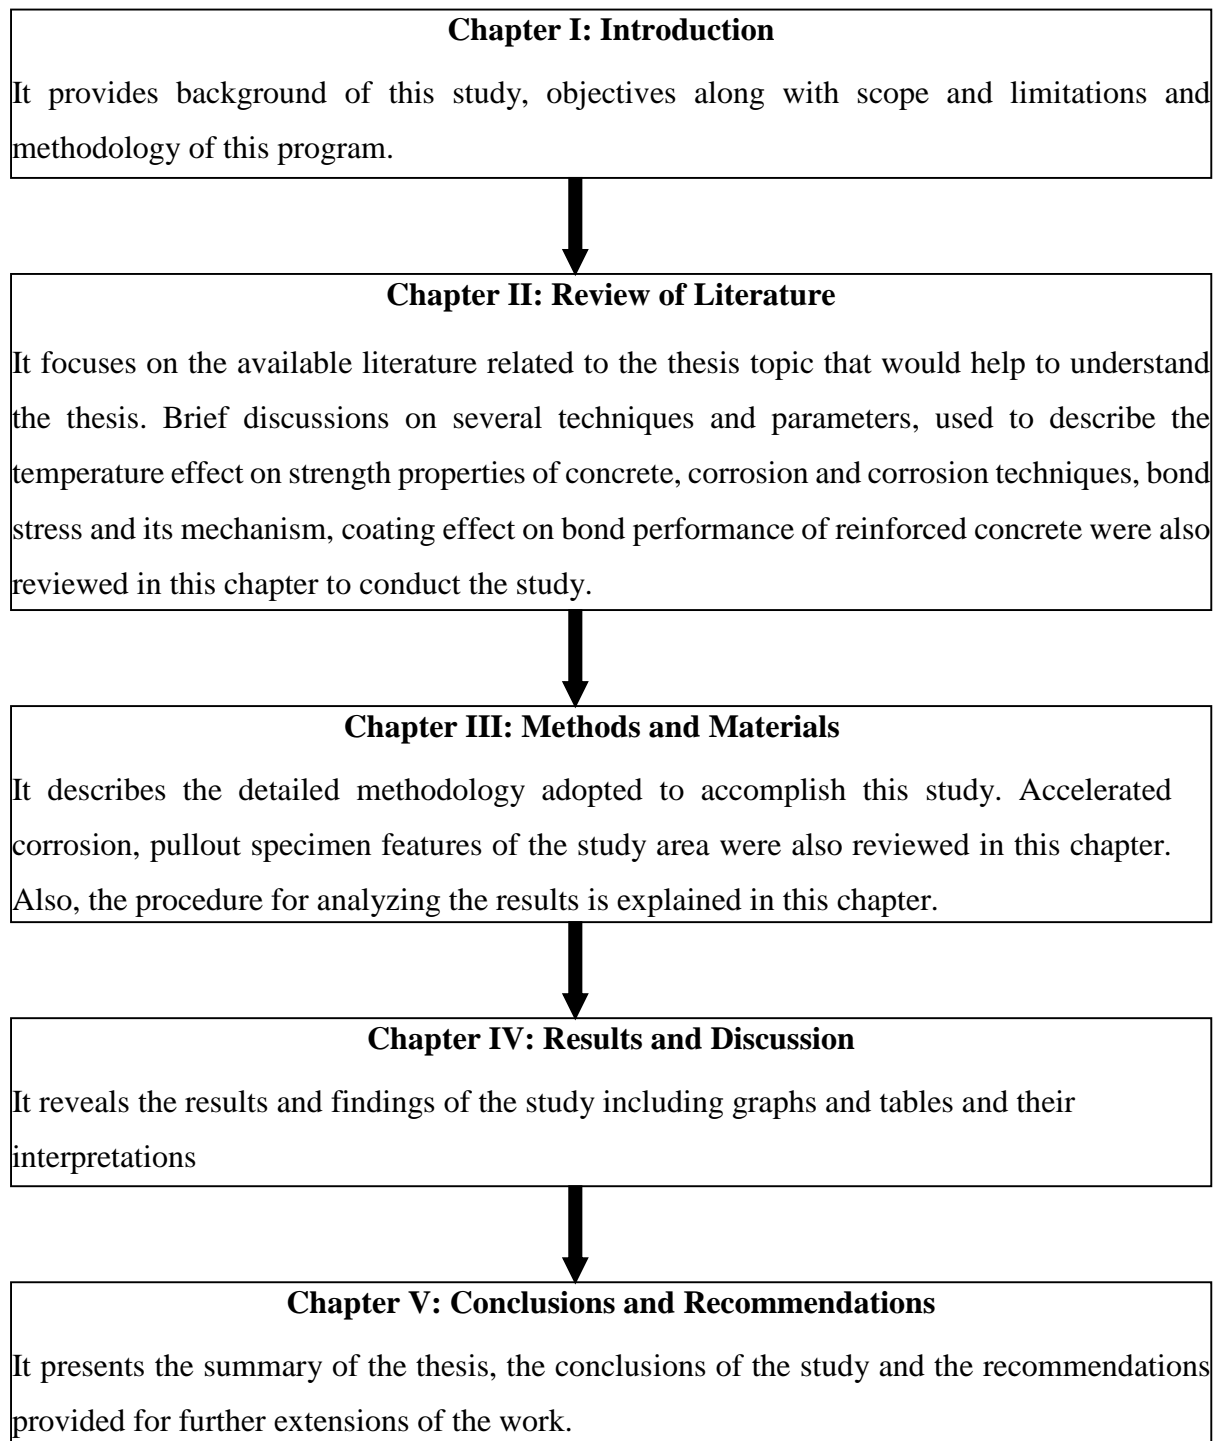 Chapter I: Introduction
It provides background of this study, objectives along with scope and limitations and
methodology of this program.
Chapter II: Review of Literature
It focuses on the available literature related to the thesis topic that would help to understand
the thesis. Brief discussions on several techniques and parameters, used to describe the
temperature effect on strength properties of concrete, corrosion and corrosion techniques, bond
stress and its mechanism, coating effect on bond performance of reinforced concrete were also
reviewed in this chapter to conduct the study.
Chapter III: Methods and Materials
It describes the detailed methodology adopted to accomplish this study. Accelerated
corrosion, pullout specimen features of the study area were also reviewed in this chapter.
Also, the procedure for analyzing the results is explained in this chapter.
Chapter IV: Results and Discussion
It reveals the results and findings of the study including graphs and tables and their
interpretations
Chapter V: Conclusions and Recommendations
It presents the summary of the thesis, the conclusions of the study and the recommendations
provided for further extensions of the work.